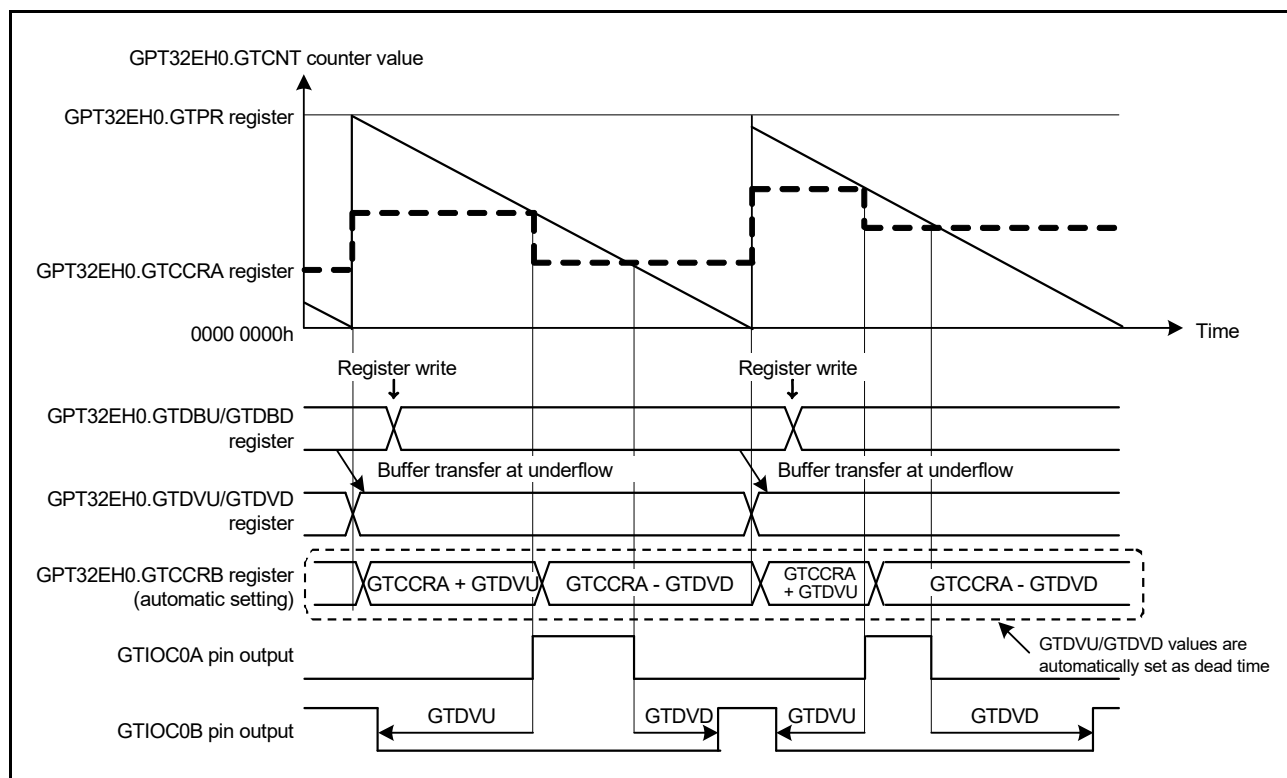 GPT32EH0.GTCNT counter value
GPT32EH0.GTPR register
GPT32EH0.GTCCRA register
0000 0000h
Time
Register write
Register write
GPT32EH0.GTDBU/GTDBD
register
Buffer transfer at underflow
Buffer transfer at underflow
GPT32EH0.GTDVU/GTDVD
register
GPT32EH0.GTCCRB register
(automatic setting)
GTCCRA + GTDVU
GTCCRA - GTDVD
GTCCRA
+ GTDVU
GTCCRA - GTDVD
GTIOC0A pin output
GTDVU/GTDVD values are
automatically set as dead time
GTIOC0B pin output
GTDVU
GTDVD
GTDVU
GTDVD